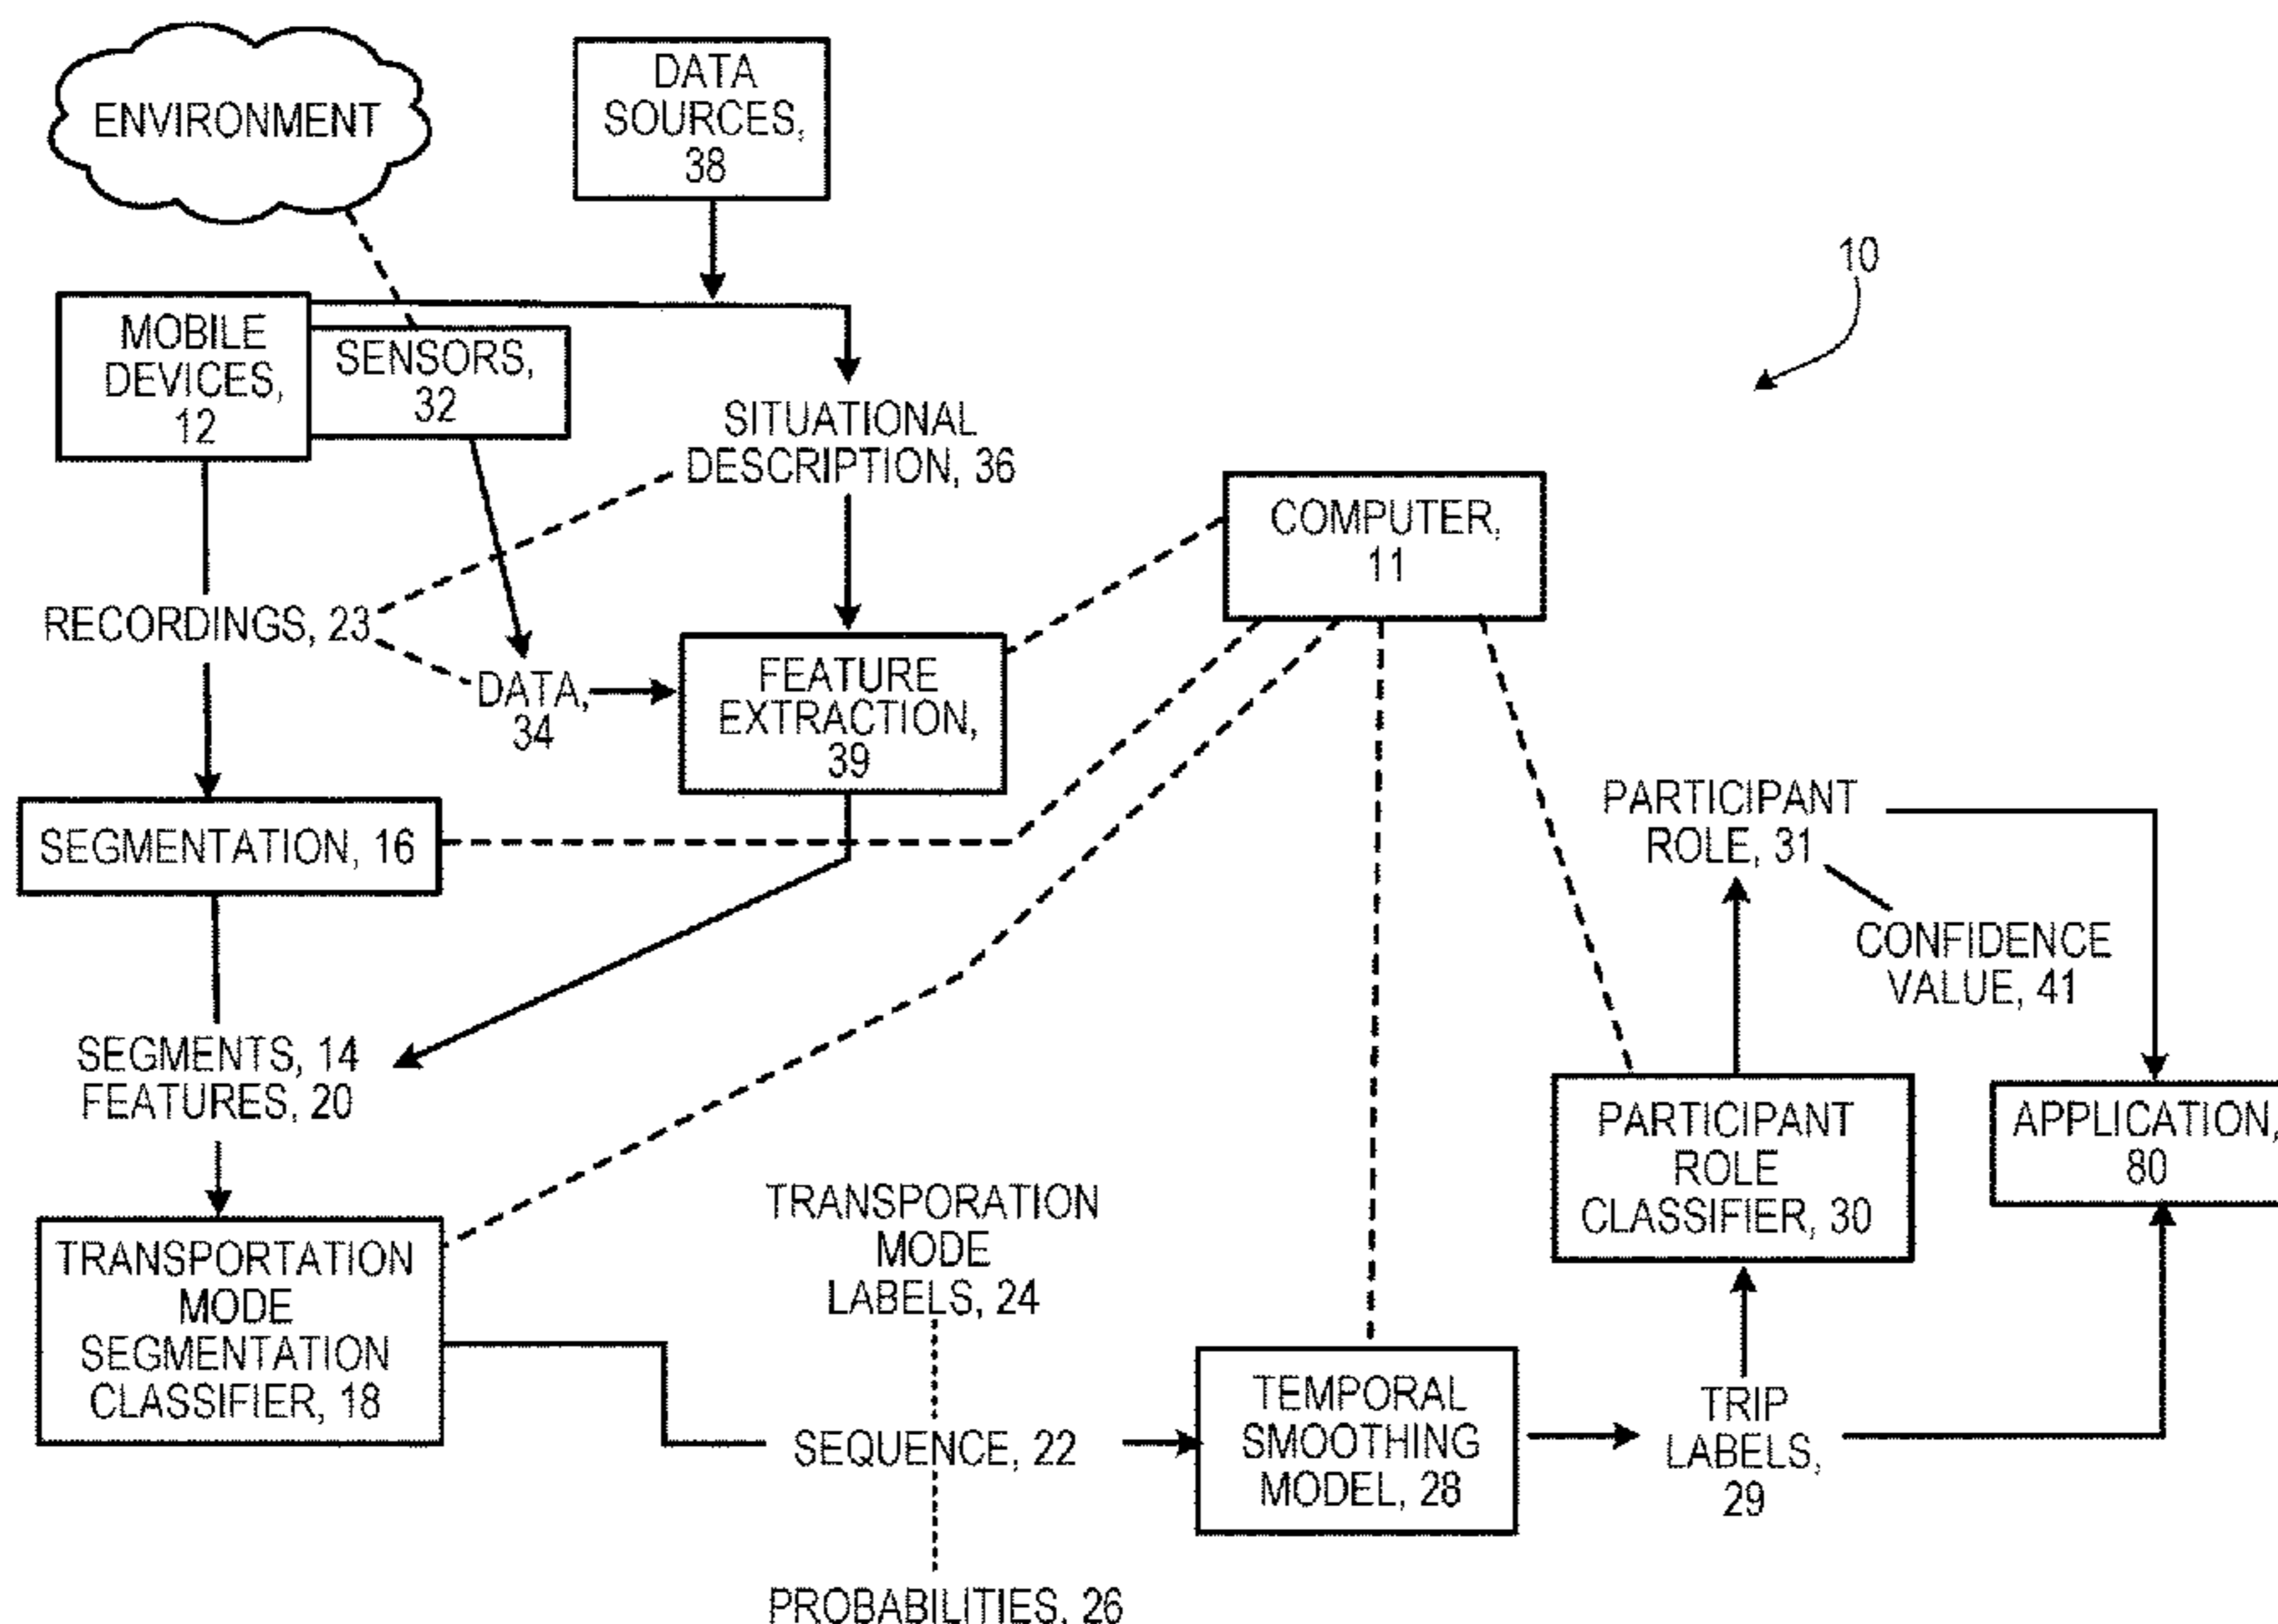 ENVIRONMENT
DATA
SOURCES,
38
10
MOBILE
DEVICES,
12
SENSORS,
32
SITUATIONAL
DESCRIPTION, 36
COMPUTER,
11
RECORDINGS, 23
DATA,
34
FEATURE
EXTRACTION,
39
SEGMENTATION, 16
PARTICIPANT
ROLE, 31
CONFIDENCE
VALUE, 41
SEGMENTS, 14
FEATURES, 20
PARTICIPANT
ROLE
CLASSIFIER, 30
APPLICATION,
80
TRANSPORTATION
MODE
SEGMENTATION
CLASSIFIER, 18
TRANSPORATION
MODE
LABELS, 24
SEQUENCE, 22
PROBABILITIES, 26
TEMPORAL
SMOOTHING
MODEL, 28
TRIP
LABELS,
29